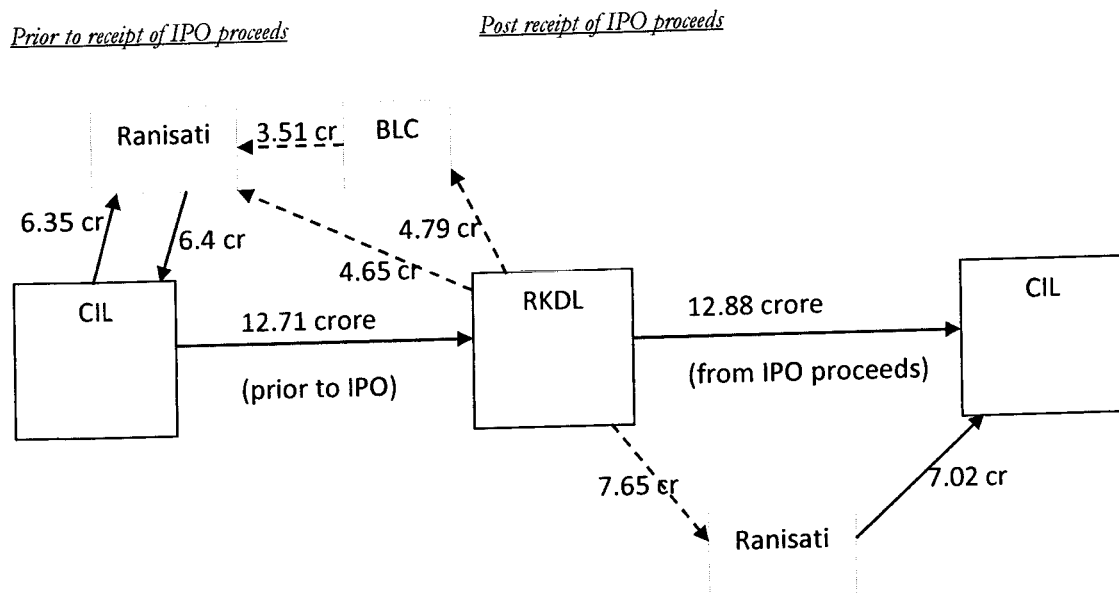 Prior to receipt of IPO proceeds
Post receipt of IPO proceeds
Ranisati
3.51 cr
BLC
6.35 cr
6.4 cr
4.65 cr
4.79 cr
CIL
12.71 crore
(prior to IPO)
RKDL
12.88 crore
(from IPO proceeds)
CIL
7.65 cr
7.02 cr
Ranisati